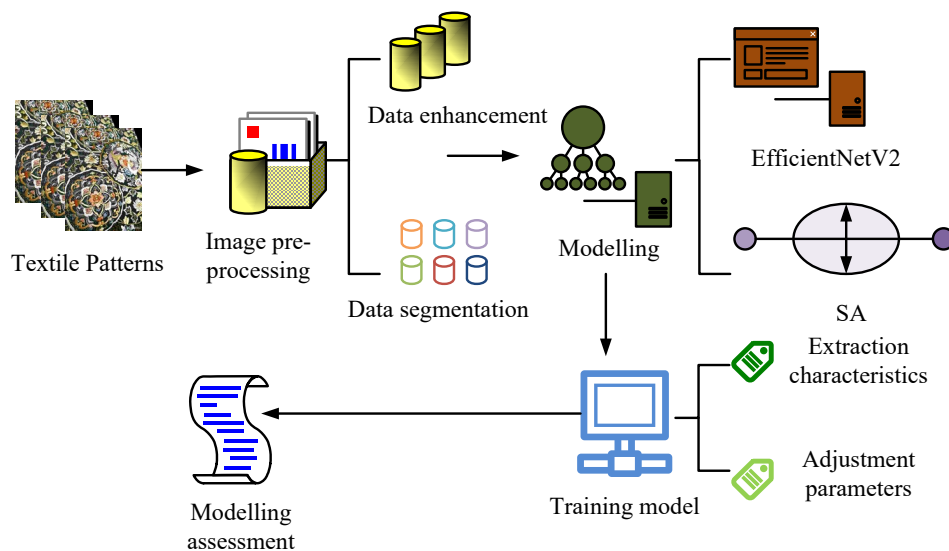 Textile Patterns
Image pre-
processing
Data enhancement
Data segmentation
Modelling
EfficientNetV2
SA
Extraction
characteristics
Adjustment
parameters
Training model
Modelling
assessment